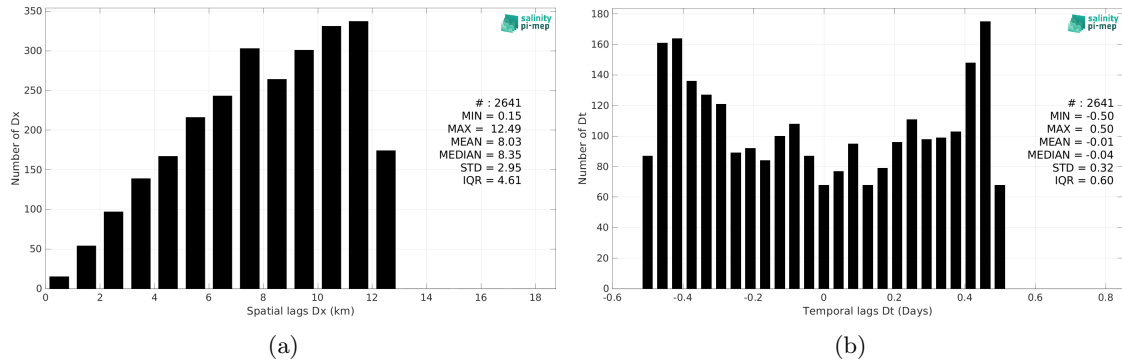 350
300
250
200
150
100
50
0
Number of Dx
0 2 4 6 8 10 12 14 16 18
Spatial lags Dx (km)
salinity
pi-mep
# : 2641
MIN = 0.15
MAX = 12.49
MEAN = 8.03
MEDIAN = 8.35
STD = 2.95
IQR = 4.61
(a)
180
160
140
120
100
80
60
40
20
0
Number of Dt
-0.6 -0.4 -0.2 0 0.2 0.4 0.6 0.8
Temporal lags Dt (Days)
salinity
pi-mep
# : 2641
MIN = -0.50
MAX = 0.50
MEAN = -0.01
MEDIAN = -0.04
STD = 0.32
IQR = 0.60
(b)